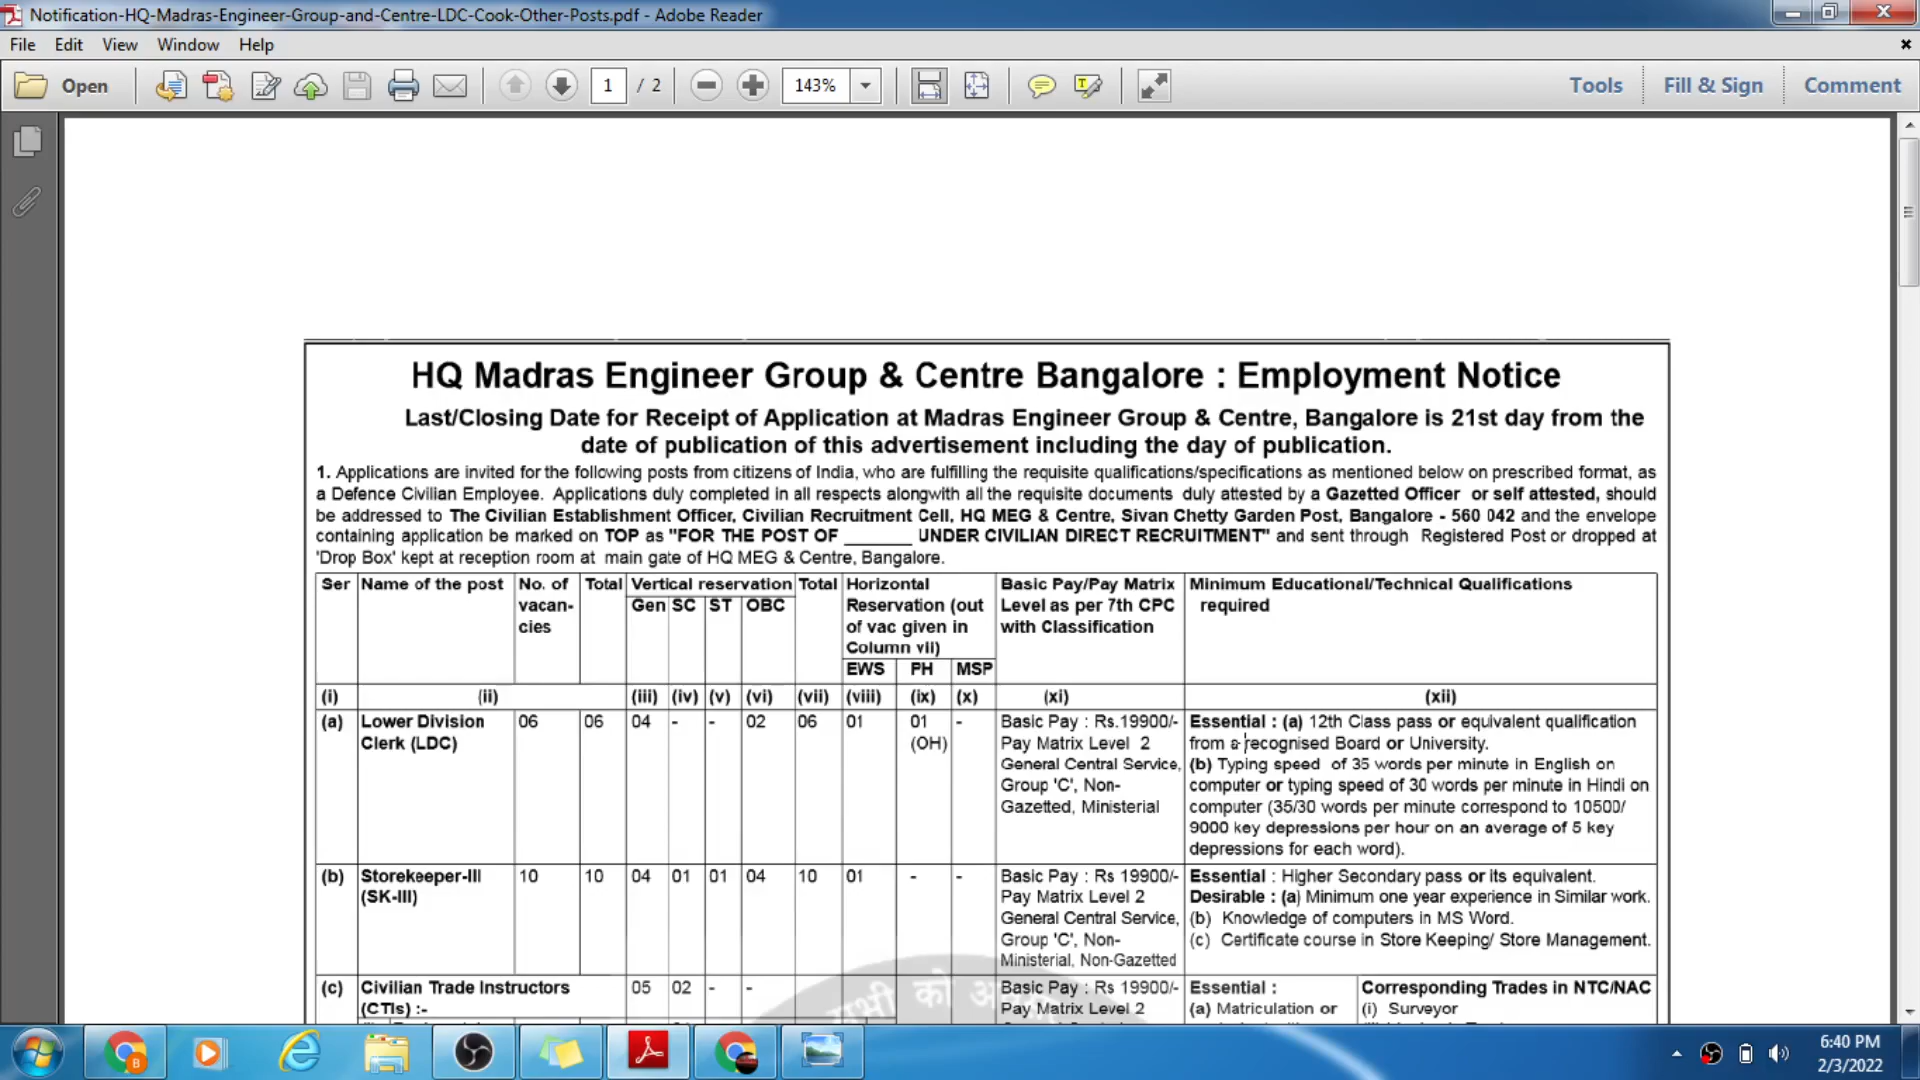 Notification-HQ-Madras-Engineer-Group-and-Centre-LDC-Cook-Other-Posts.pdf - Adobe Reader
File Edit View Window Help
Open 1 / 2 143% Tools Fill & Sign Comment
HQ Madras Engineer Group & Centre Bangalore : Employment Notice
Last/Closing Date for Receipt of Application at Madras Engineer Group & Centre, Bangalore is 21st day from the
date of publication of this advertisement including the day of publication.
1. Applications are invited for the following posts from citizens of India, who are fulfilling the requisite qualifications/specifications as mentioned below on prescribed format, as
a Defence Civilian Employee. Applications duly completed in all respects alongwith all the requisite documents duly attested by a Gazetted Officer or self attested, should
be addressed to The Civilian Establishment Officer, Civilian Recruitment Cell, HQ MEG & Centre, Sivan Chetty Garden Post, Bangalore - 560 042 and the envelope
containing application be marked on TOP as "FOR THE POST OF _______ UNDER CIVILIAN DIRECT RECRUITMENT" and sent through Registered Post or dropped at
'Drop Box' kept at reception room at main gate of HQ MEG & Centre, Bangalore.
Ser Name of the post No. of Total Vertical reservation Total Horizontal Basic Pay/Pay Matrix Minimum Educational/Technical Qualifications
vacan- Gen SC ST OBC Reservation (out Level as per 7th CPC required
cies of vac given in with Classification
Column vii)
EWS PH MSP
(i) (ii) (iii) (iv) (v) (vi) (vii) (viii) (ix) (x) (xi) (xii)
(a) Lower Division 06 06 04 - - 02 06 01 01 - Basic Pay : Rs.19900/- Essential : (a) 12th Class pass or equivalent qualification
Clerk (LDC) (OH) Pay Matrix Level 2 from a recognised Board or University.
General Central Service, (b) Typing speed of 35 words per minute in English on
Group 'C', Non- computer or typing speed of 30 words per minute in Hindi on
Gazetted, Ministerial computer (35/30 words per minute correspond to 10500/
9000 key depressions per hour on an average of 5 key
depressions for each word).
(b) Storekeeper-III 10 10 04 01 01 04 10 01 - - Basic Pay : Rs 19900/- Essential : Higher Secondary pass or its equivalent.
(SK-III) Pay Matrix Level 2 Desirable : (a) Minimum one year experience in Similar work.
General Central Service, (b) Knowledge of computers in MS Word.
Group 'C', Non- (c) Certificate course in Store Keeping/ Store Management.
Ministerial, Non-Gazetted
(c) Civilian Trade Instructors 05 02 - - Basic Pay : Rs 19900/- Essential : Corresponding Trades in NTC/NAC
(CTIs) :- Pay Matrix Level 2 (a) Matriculation or (i) Surveyor
सभी को
6:40 PM
2/3/2022